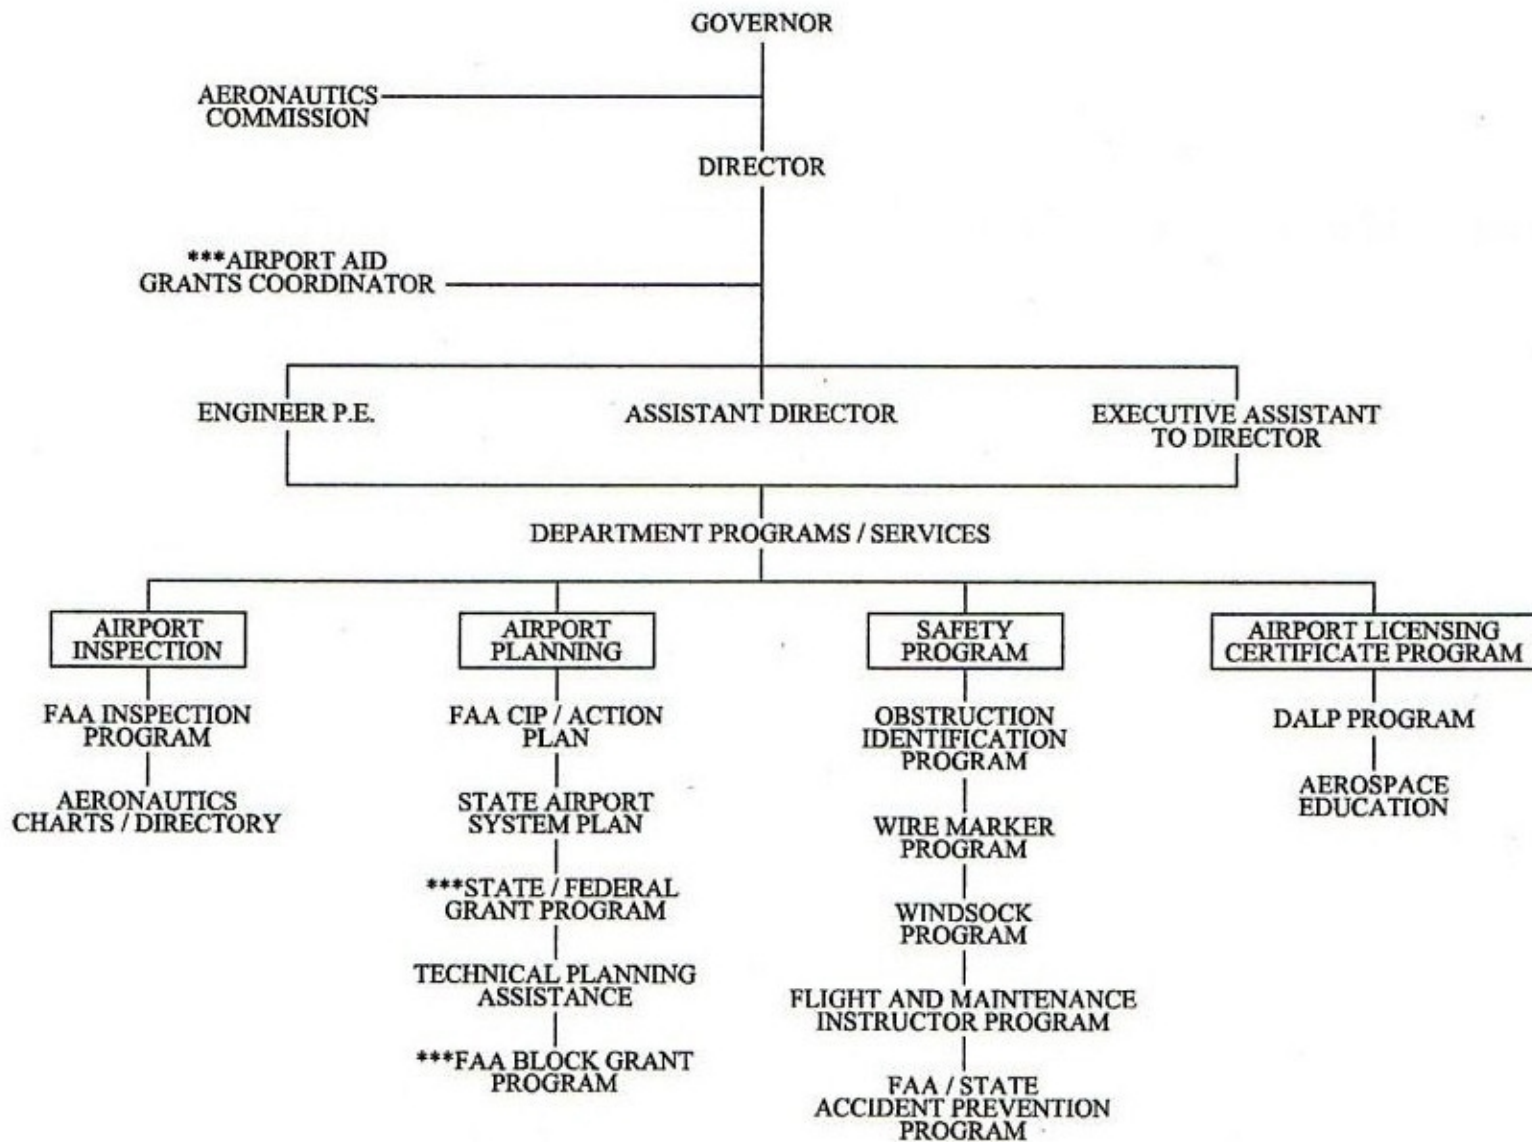 GOVERNOR
AERONAUTICS
COMMISSION
DIRECTOR
***AIRPORT AID
GRANTS COORDINATOR
ENGINEER P.E.
ASSISTANT DIRECTOR
EXECUTIVE ASSISTANT
TO DIRECTOR
DEPARTMENT PROGRAMS / SERVICES
AIRPORT
INSPECTION
FAA INSPECTION
PROGRAM
AERONAUTICS
CHARTS / DIRECTORY
AIRPORT
PLANNING
FAA CIP / ACTION
PLAN
STATE AIRPORT
SYSTEM PLAN
***STATE / FEDERAL
GRANT PROGRAM
TECHNICAL PLANNING
ASSISTANCE
***FAA BLOCK GRANT
PROGRAM
SAFETY
PROGRAM
OBSTRUCTION
IDENTIFICATION
PROGRAM
WIRE MARKER
PROGRAM
WINDSOCK
PROGRAM
FLIGHT AND MAINTENANCE
INSTRUCTOR PROGRAM
FAA / STATE
ACCIDENT PREVENTION
PROGRAM
AIRPORT LICENSING
CERTIFICATE PROGRAM
DALP PROGRAM
AEROSPACE
EDUCATION